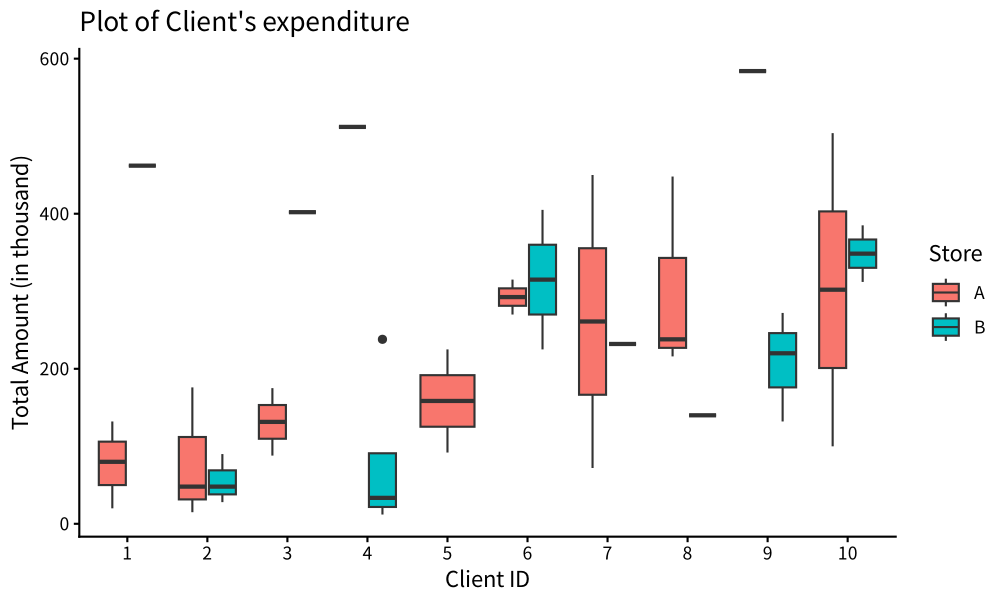 Plot of Client's expenditure
Total Amount (in thousand)
600
400
200
0
1 2 3 4 5 6 7 8 9 10
Client ID
Store
A
B